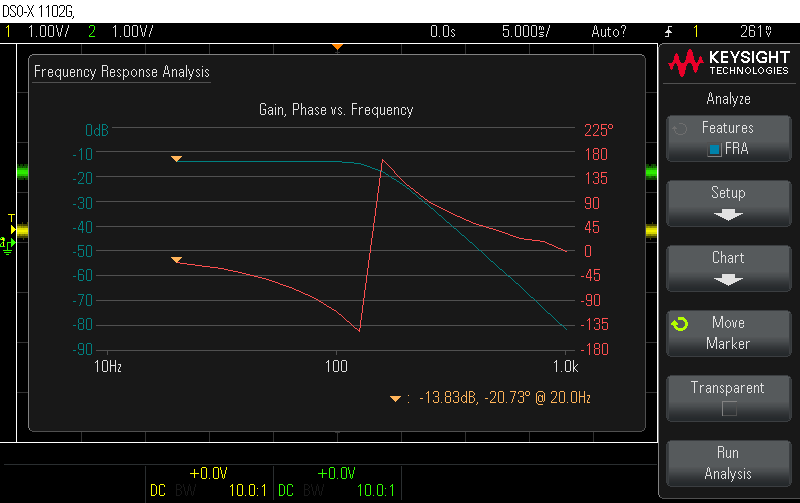 DSO-X 1102G,
1 1.00V/ 2 1.00V/ 0.0s 5.000ms/ Auto? 1 261mV
KEYSIGHT
TECHNOLOGIES
Frequency Response Analysis
Analyze
Gain, Phase vs. Frequency
Features
FRA
0dB 225°
-10 180
-20 135
-30 90
-40 45
-50 0
-60 -45
-70 -90
-80 -135
-90 -180
10Hz 100 1.0k
T
Setup
Chart
Move
Marker
Transparent
Run
Analysis
: -13.83dB, -20.73° @ 20.0Hz
+0.0V +0.0V
DC BW 10.0:1 DC BW 10.0:1